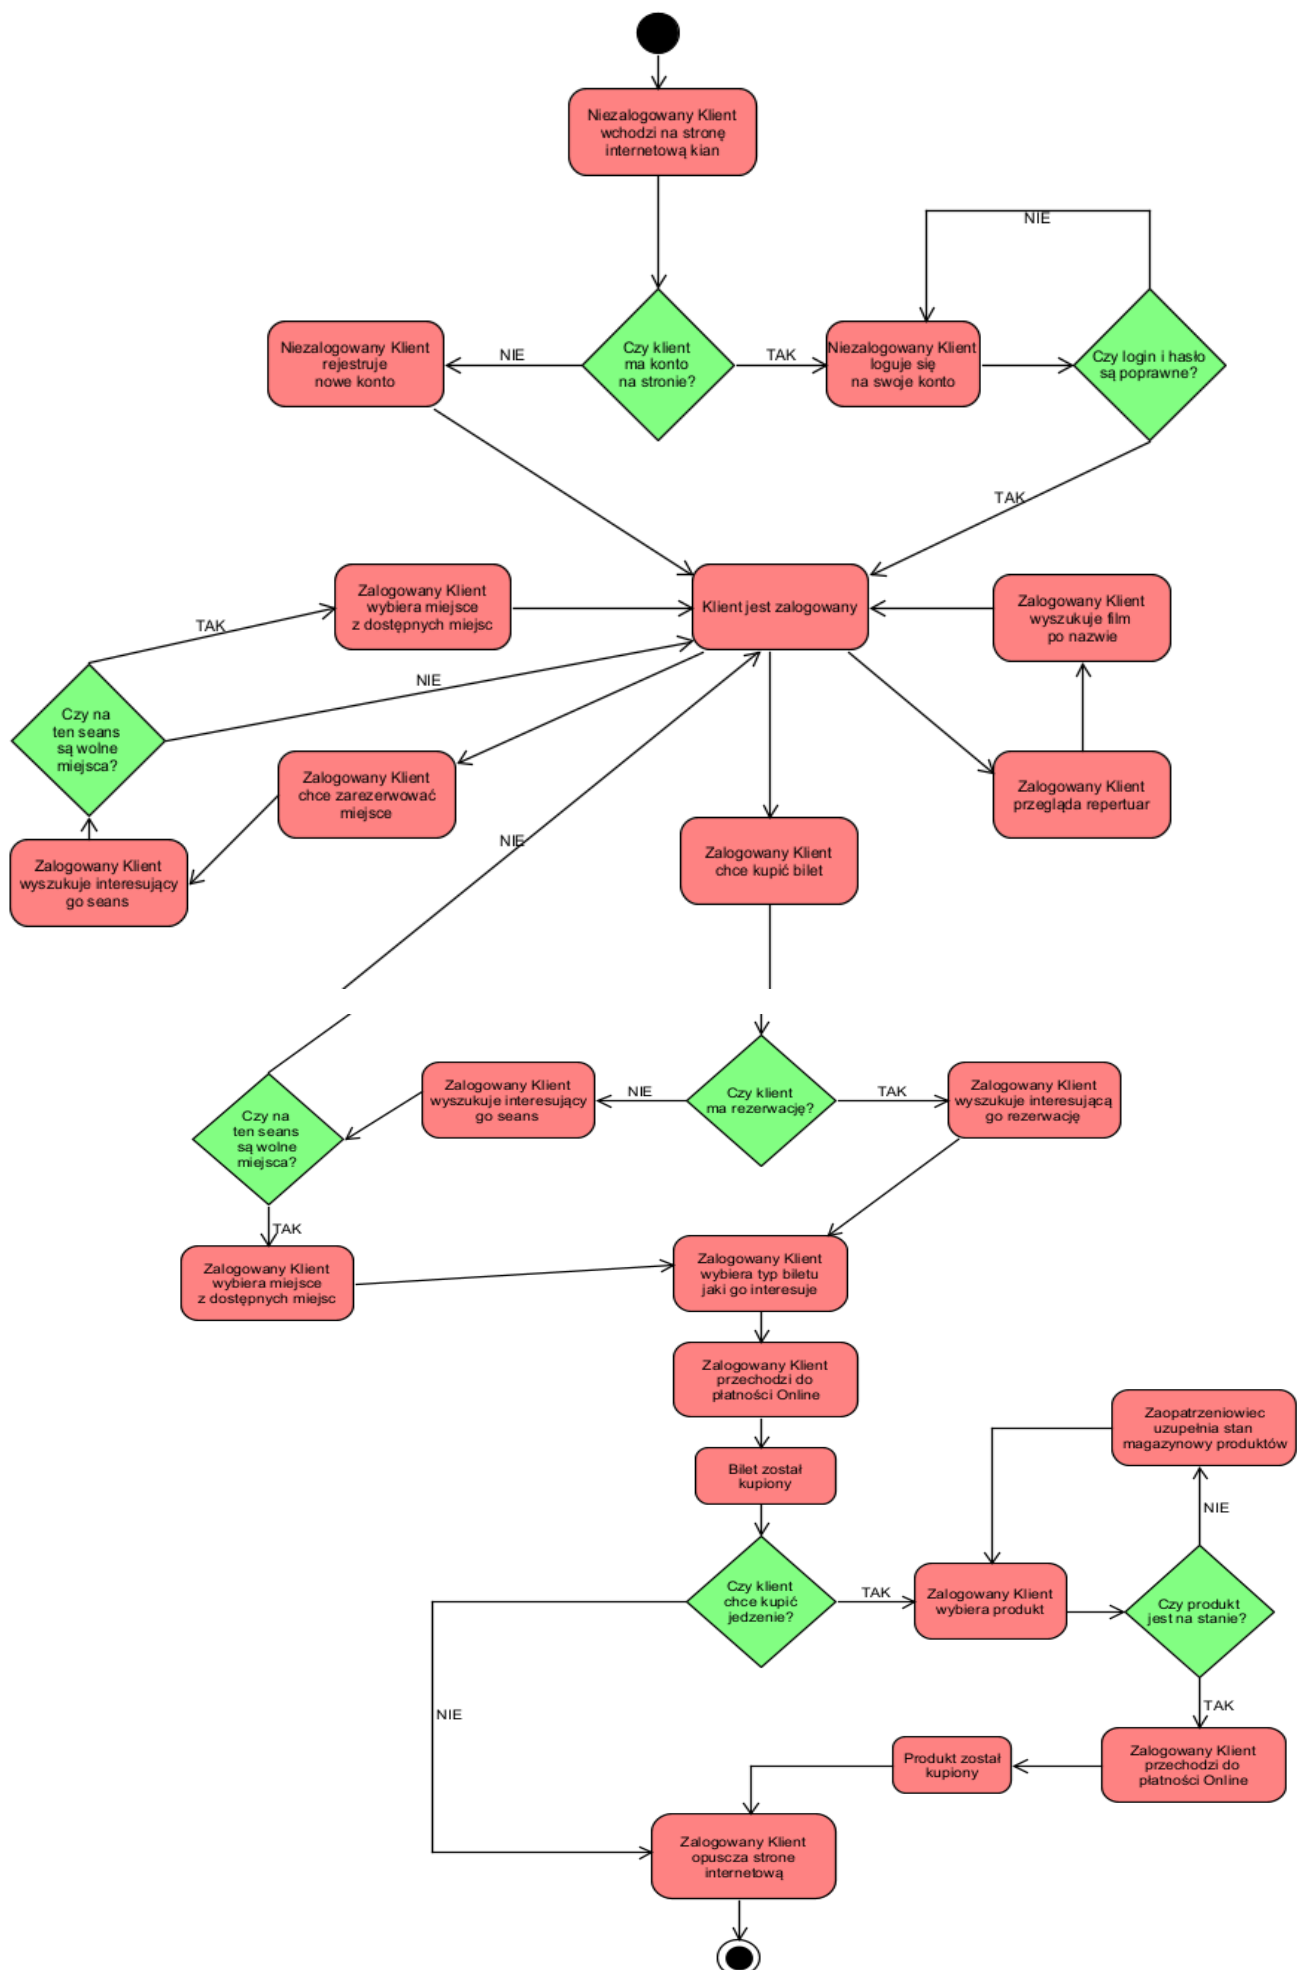 Niezalogowany Klient
wchodzi na stronę
internetową kian
NIE
Niezalogowany Klient
rejestruje
nowe konto
NIE
Czy klient
ma konto
na stronie?
TAK
Niezalogowany Klient
loguje się
na swoje konto
Czy login i hasło
są poprawne?
TAK
Zalogowany Klient
wybiera miejsce
z dostępnych miejsc
Klient jest zalogowany
Zalogowany Klient
wyszukuje film
po nazwie
TAK
NIE
Czy na
ten seans
są wolne
miejsca?
Zalogowany Klient
chce zarezerwować
miejsce
Zalogowany Klient
przegląda repertuar
NIE
Zalogowany Klient
chce kupić bilet
Zalogowany Klient
wyszukuje interesujący
go seans
Czy na
ten seans
są wolne
miejsca?
Zalogowany Klient
wyszukuje interesujący
go seans
NIE
Czy klient
ma rezerwację?
TAK
Zalogowany Klient
wyszukuje interesującą
go rezerwację
TAK
Zalogowany Klient
wybiera miejsce
z dostępnych miejsc
Zalogowany Klient
wybiera typ biletu
jaki go interesuje
Zalogowany Klient
przechodzi do
płatności Online
Zaopatrzeniowiec
uzupełnia stan
magazynowy produktów
Bilet został
kupiony
NIE
Czy klient
chce kupić
jedzenie?
TAK
Zalogowany Klient
wybiera produkt
Czy produkt
jest na stanie?
NIE
TAK
Produkt został
kupiony
Zalogowany Klient
przechodzi do
płatności Online
Zalogowany Klient
opuscza strone
internetową